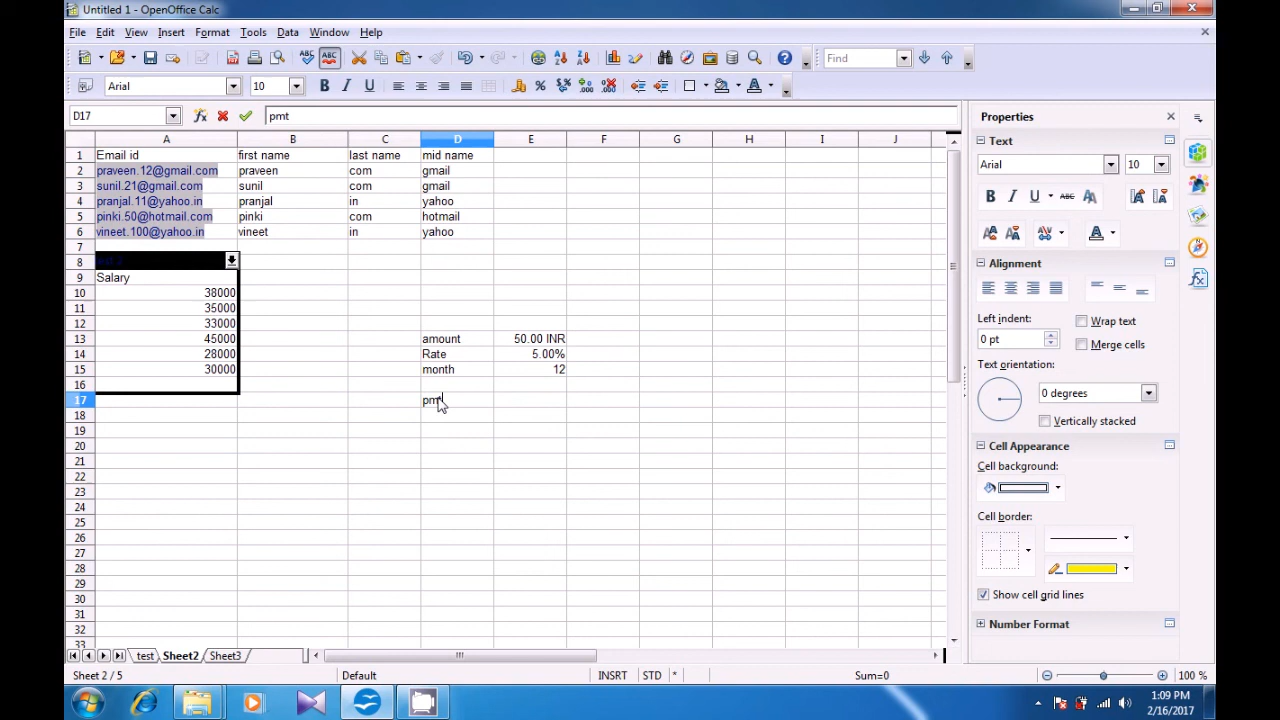 Untitled 1 - OpenOffice Calc
File Edit View Insert Format Tools Data Window Help
Find
Arial 10
D17 pmt
A B C D E F G H I J
1 Email id first name last name mid name
2 praveen.12@gmail.com praveen com gmail
3 sunil.21@gmail.com sunil com gmail
4 pranjal.11@yahoo.in pranjal in yahoo
5 pinki.50@hotmail.com pinki com hotmail
6 vineet.100@yahoo.in vineet in yahoo
7
8
9 Salary
10 38000
11 35000
12 33000
13 45000 amount 50.00 INR
14 28000 Rate 5.00%
15 30000 month 12
16
17 pmt
18
19
20
21
22
23
24
25
26
27
28
29
30
31
32
33
test Sheet2 Sheet3
Sheet 2 / 5 Default INSRT STD * Sum=0 100 %
Properties
Text
Arial 10
Alignment
Left indent:
0 pt
Wrap text
Merge cells
Text orientation:
0 degrees
Vertically stacked
Cell Appearance
Cell background:
Cell border:
Show cell grid lines
Number Format
1:09 PM
2/16/2017